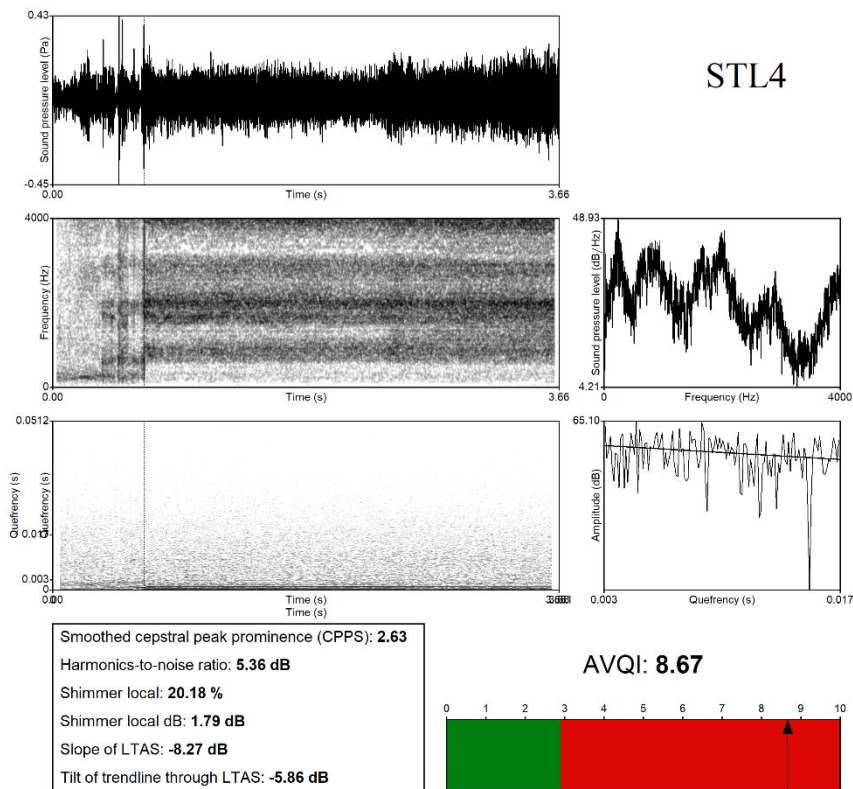 0.43
Sound pressure level (Pa)
-0.45
0.00
Time (s)
3.66
STL4
4000
Frequency (Hz)
0
0.00
Time (s)
3.66
48.93
Sound pressure level (dB / Hz)
4.21
0
Frequency (Hz)
4000
0.0512
Quefrency (s)
Quefrency (s)
0.003
0
Time (s)
Time (s)
65.10
Amplitude (dB)
0.003
Quefrency (s)
0.017
Smoothed cepstral peak prominence (CPPS): 2.63
Harmonics-to-noise ratio: 5.36 dB
Shimmer local: 20.18 %
Shimmer local dB: 1.79 dB
Slope of LTAS: -8.27 dB
Tilt of trendline through LTAS: -5.86 dB
AVQI: 8.67
0 1 2 3 4 5 6 7 8 9 10